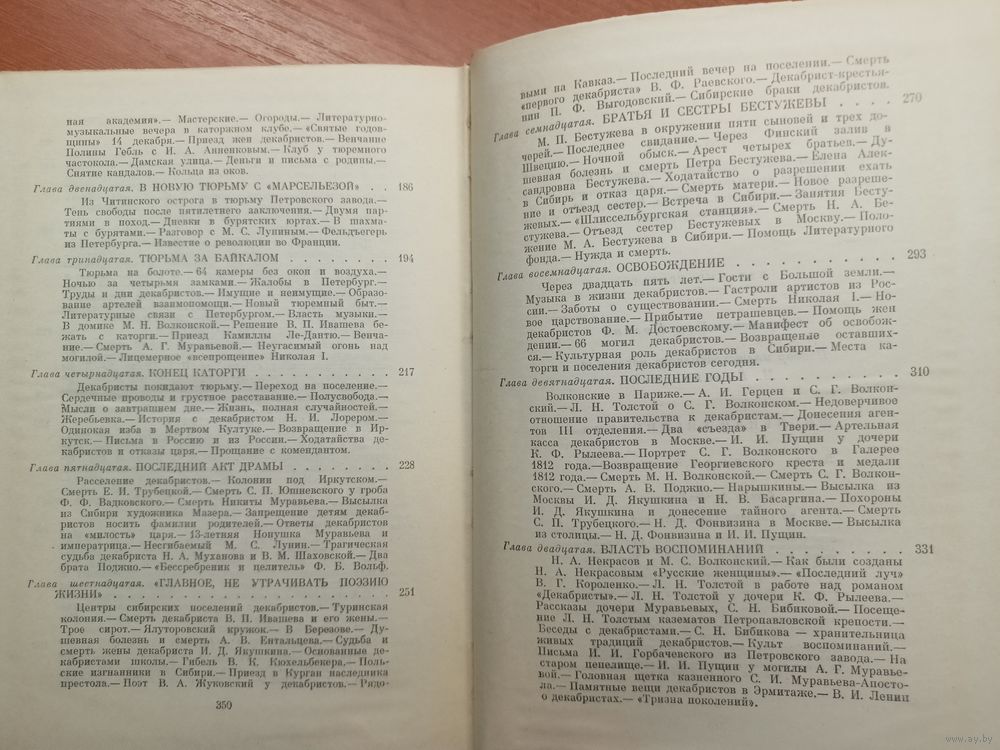 ная академия».— Мастерские.— Огороды.— Литературно-
музыкальные вечера в каторжном клубе.— «Святые годов-
щины» 14 декабря.— Приезд жен декабристов.— Венчание
Полины Гебль с И. А. Анненковым.— Клуб у тюремного
частокола.— Дамская улица.— Деньги и письма с родины.—
Снятие кандалов.— Кольца из оков.
Глава двенадцатая. В НОВУЮ ТЮРЬМУ С «МАРСЕЛЬЕЗОЙ» . . 186
Из Читинского острога в тюрьму Петровского завода.—
Тень свободы после пятилетнего заключения.— Двумя пар-
тиями в поход.— Дневки в бурятских юртах.— В шахма-
ты с бурятами.— Разговор с М. С. Луниным.— Фельдъегерь
из Петербурга.— Известие о революции во Франции.
Глава тринадцатая. ТЮРЬМА ЗА БАЙКАЛОМ . . . . . . . . 194
Тюрьма на болоте.— 64 камеры без окон и воздуха.—
Ночью за четырьмя замками.— Жалобы в Петербург.—
Труды и дни декабристов.— Имущие и неимущие.— Образо-
вание артелей взаимопомощи.— Новый тюремный быт.—
Литературные связи с Петербургом.— Власть музыки.—
В домике М. Н. Волконской.— Решение В. П. Ивашева бе-
жать с каторги.— Приезд Камиллы Ле-Дантю.— Венча-
ние.— Смерть А. Г. Муравьевой.— Неугасимый огонь над
могилой.— Лицемерное «всепрощение» Николая I.
Глава четырнадцатая. КОНЕЦ КАТОРГИ . . . . . . . . . . . 217
Декабристы покидают тюрьму.— Переход на поселение.—
Сердечные проводы и грустное расставание.— Полусвобода.—
Мысли о завтрашнем дне.— Жизнь, полная случайностей.—
Жеребьевка.— История с декабристом Н. И. Лорером.—
Одинокая изба в Мертвом Култуке.— Возвращение в Ир-
кутск.— Письма в Россию и из России.— Ходатайства де-
кабристов и отказы царя.— Прощание с комендантом.
Глава пятнадцатая. ПОСЛЕДНИЙ АКТ ДРАМЫ . . . . . . . . 228
Расселение декабристов.— Колонии под Иркутском.—
Смерть Е. И. Трубецкой.— Смерть С. П. Юшневского у гроба
Ф. Ф. Вадковского.— Смерть Никиты Муравьева.— Высылка
из Сибири художника Мазера.— Запрещение детям декаб-
ристов носить фамилии родителей.— Ответы декабристов
на «милость» царя.— 13-летняя Нонушка Муравьева и
императрица.— Несгибаемый М. С. Лунин.— Трагическая
судьба декабриста Н. А. Муханова и В. М. Шаховской.— Два
брата Поджио.— «Бессребреник и целитель» Ф. Б. Вольф.
Глава шестнадцатая. «ГЛАВНОЕ, НЕ УТРАЧИВАТЬ ПОЭЗИЮ
ЖИЗНИ» . . . . . . . . . . . . . . . . . . . . . . 251
Центры сибирских поселений декабристов.— Туринская
колония.— Смерть декабриста В. П. Ивашева и его жены.—
Трое сирот.— Ялуторовский кружок.— В Березове.— Ду-
шевная болезнь и смерть А. В. Ентальцева.— Судьба и
смерть жены декабриста И. Д. Якушкина.— Основанные де-
кабристами школы.— Гибель В. К. Кюхельбекера.— Поль-
ские изгнанники в Сибири.— Приезд в Курган наследника
престола.— Поэт В. А. Жуковский у декабристов.— Рядо-
350
выми на Кавказ.— Последний вечер на поселении.— Смерть
«первого декабриста» В. Ф. Раевского.— Декабрист-крестья-
нин П. Ф. Выгодовский.— Сибирские браки декабристов.
Глава семнадцатая. БРАТЬЯ И СЕСТРЫ БЕСТУЖЕВЫ . . . . 270
М. П. Бестужева в окружении пяти сыновей и трех до-
черей.— Последнее свидание.— Через Финский залив в
Швецию.— Ночной обыск.— Арест четырех братьев.— Ду-
шевная болезнь и смерть Петра Бестужева.— Елена Алек-
сандровна Бестужева.— Ходатайство о разрешении ехать
в Сибирь и отказ царя.— Смерть матери.— Новое разреше-
ние и отъезд сестер.— Встреча в Сибири.— Занятия Бесту-
жевых.— «Шлиссельбургская станция».— Смерть Н. А. Бе-
стужева.— Отъезд сестер Бестужевых в Москву.— Поло-
жение М. А. Бестужева в Сибири.— Помощь Литературного
фонда.— Нужда и смерть.
Глава восемнадцатая. ОСВОБОЖДЕНИЕ . . . . . . . . . . . 293
Через двадцать пять лет.— Гости с Большой земли.—
Музыка в жизни декабристов.— Гастроли артистов из Рос-
сии.— Заботы о существовании.— Смерть Николая I.— Но-
вое царствование.— Прибытие петрашевцев.— Помощь жен
декабристов Ф. М. Достоевскому.— Манифест об освобож-
дении.— 66 могил декабристов.— Возвращение оставших-
ся.— Культурная роль декабристов в Сибири.— Места ка-
торги и поселения декабристов сегодня.
Глава девятнадцатая. ПОСЛЕДНИЕ ГОДЫ . . . . . . . . . . 310
Волконские в Париже.— А. И. Герцен и С. Г. Волкон-
ский.— Л. Н. Толстой о С. Г. Волконском.— Недоверчивое
отношение правительства к декабристам.— Донесения аген-
тов III отделения.— Два «съезда» в Твери.— Артельная
касса декабристов в Москве.— И. И. Пущин у дочери
К. Ф. Рылеева.— Портрет С. Г. Волконского в Галерее
1812 года.—Возвращение Георгиевского креста и медали
1812 года.— Смерть М. Н. Волконской.— Смерть С. Г. Волкон-
ского.— Смерть А. В. Поджио.— Нарышкины.— Высылка из
Москвы И. Д. Якушкина и Н. В. Басаргина.— Похороны
И. Д. Якушкина и донесение тайного агента.— Смерть
С. П. Трубецкого.— Н. Д. Фонвизина в Москве.— Высылка
из столицы.— Н. Д. Фонвизина и И. И. Пущин.
Глава двадцатая. ВЛАСТЬ ВОСПОМИНАНИЙ . . . . . . . . . 331
Н. А. Некрасов и М. С. Волконский.— Как были созданы
Н. А. Некрасовым «Русские женщины».— «Последний луч»
В. Г. Короленко.— Л. Н. Толстой в работе над романом
«Декабристы».— Л. Н. Толстой у дочери К. Ф. Рылеева.—
Рассказы дочери Муравьевых, С. Н. Бибиковой.— Посеще-
ние Л. Н. Толстым казематов Петропавловской крепости.—
Беседы с декабристами.— С. Н. Бибикова — хранительница
живых традиций декабристов.— Культ воспоминаний.—
Письма И. И. Горбачевского из Петровского завода.— На
старом пепелище.— И. И. Пущин у могилы А. Г. Муравье-
вой.— Головная щетка казненного С. И. Муравьева-Апосто-
ла.— Памятные вещи декабристов в Эрмитаже.— В. И. Ленин
о декабристах.— «Тризна поколений».
www.ay.by